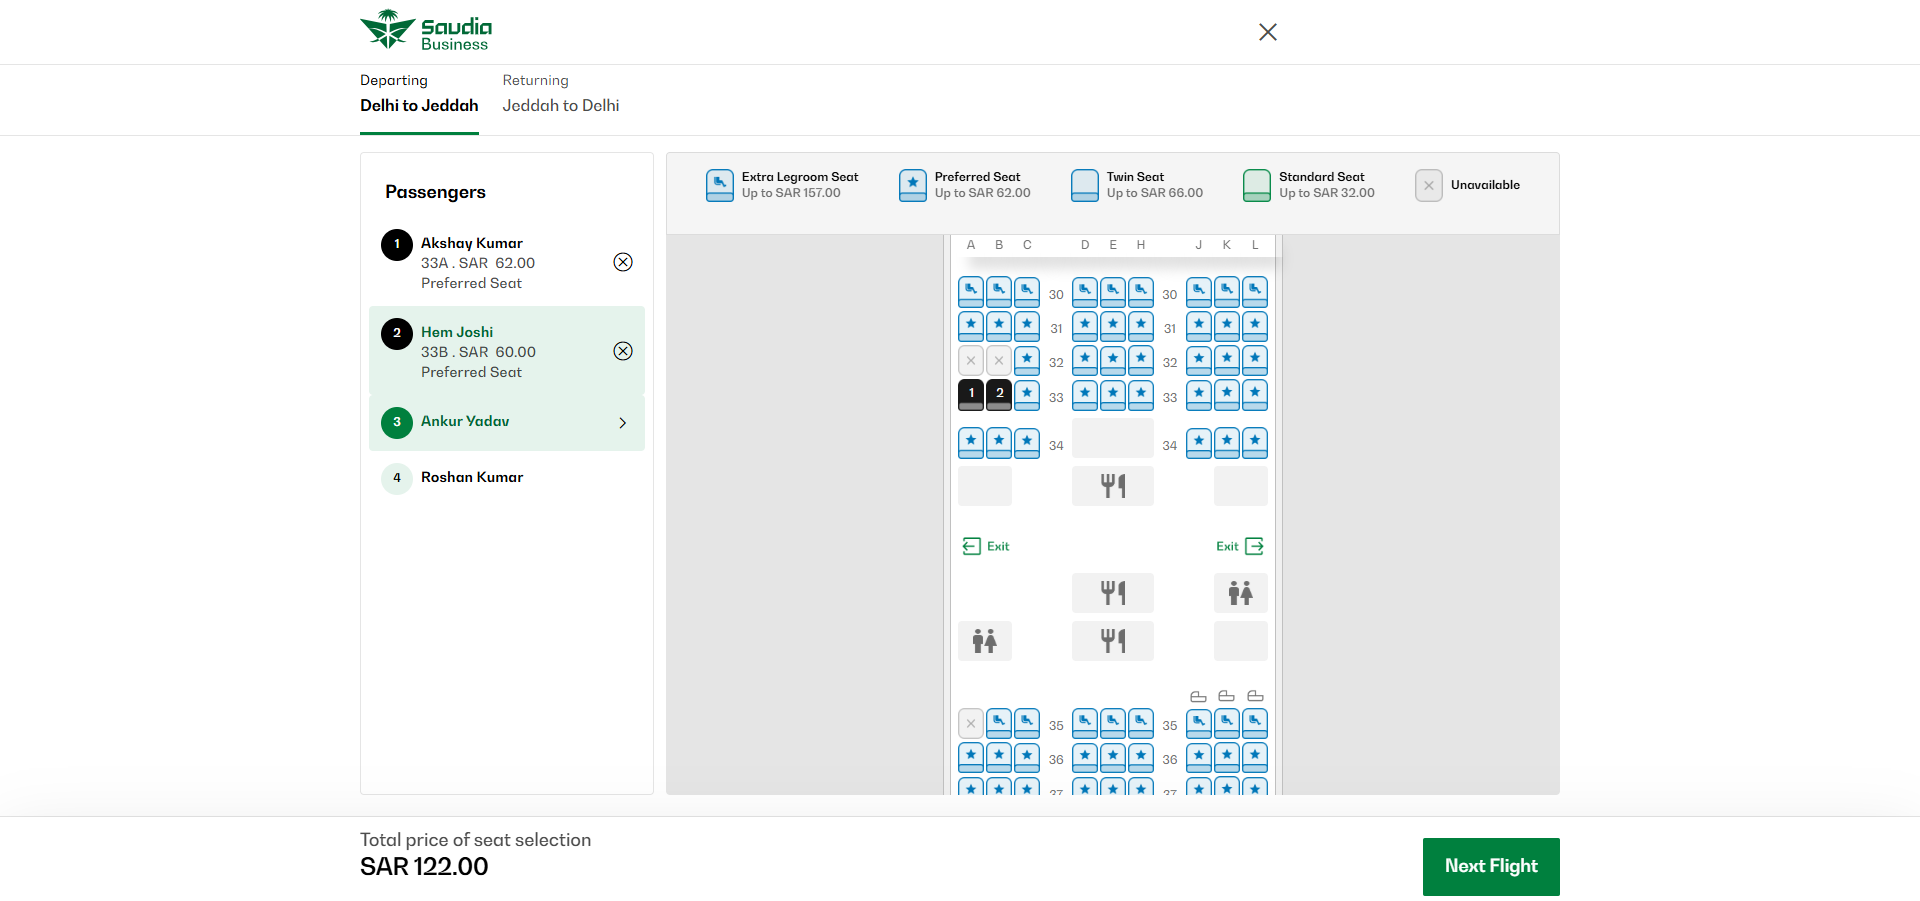 Saudia
Business
Departing
Delhi to Jeddah
Returning
Jeddah to Delhi
Passengers
1
Akshay Kumar
33A . SAR 62.00
Preferred Seat
2
Hem Joshi
33B . SAR 60.00
Preferred Seat
3
Ankur Yadav
4
Roshan Kumar
Extra Legroom Seat
Up to SAR 157.00
Preferred Seat
Up to SAR 62.00
Twin Seat
Up to SAR 66.00
Standard Seat
Up to SAR 32.00
Unavailable
A B C D E H J K L
30 30
31 31
32 32
1 2 33 33
34 34
Exit Exit
35 35
36 36
37 37
Total price of seat selection
SAR 122.00
Next Flight